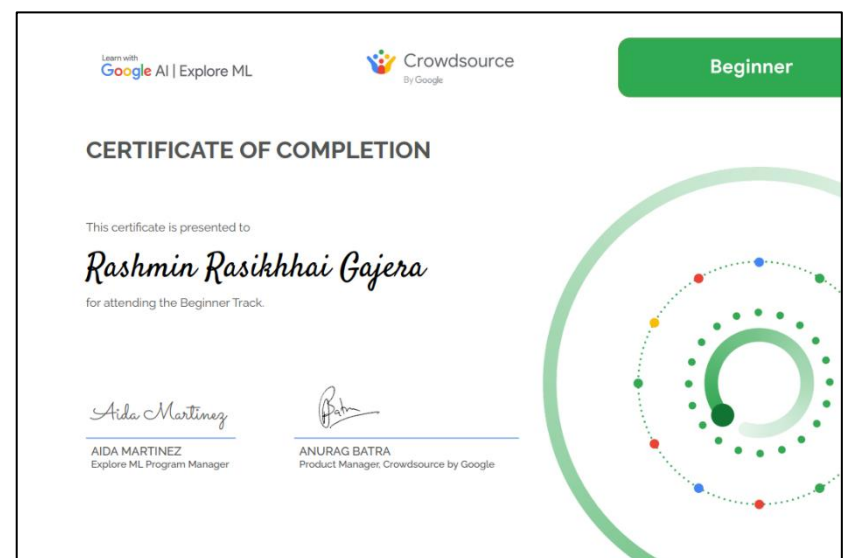 Learn with
Google AI | Explore ML
Crowdsource
By Google
Beginner
CERTIFICATE OF COMPLETION
This certificate is presented to
Rashmin Rasikhhai Gajera
for attending the Beginner Track.
Aida Martinez
Batra
AIDA MARTINEZ
Explore ML Program Manager
ANURAG BATRA
Product Manager, Crowdsource by Google